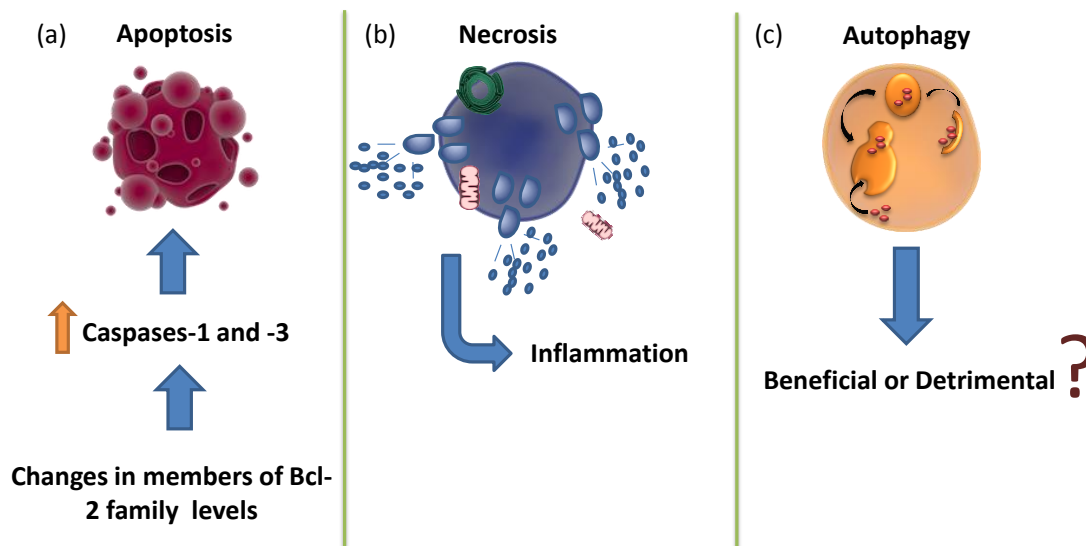 (a) Apoptosis
Caspases-1 and -3
Changes in members of Bcl-
2 family levels
(b) Necrosis
Inflammation
(c) Autophagy
Beneficial or Detrimental ?